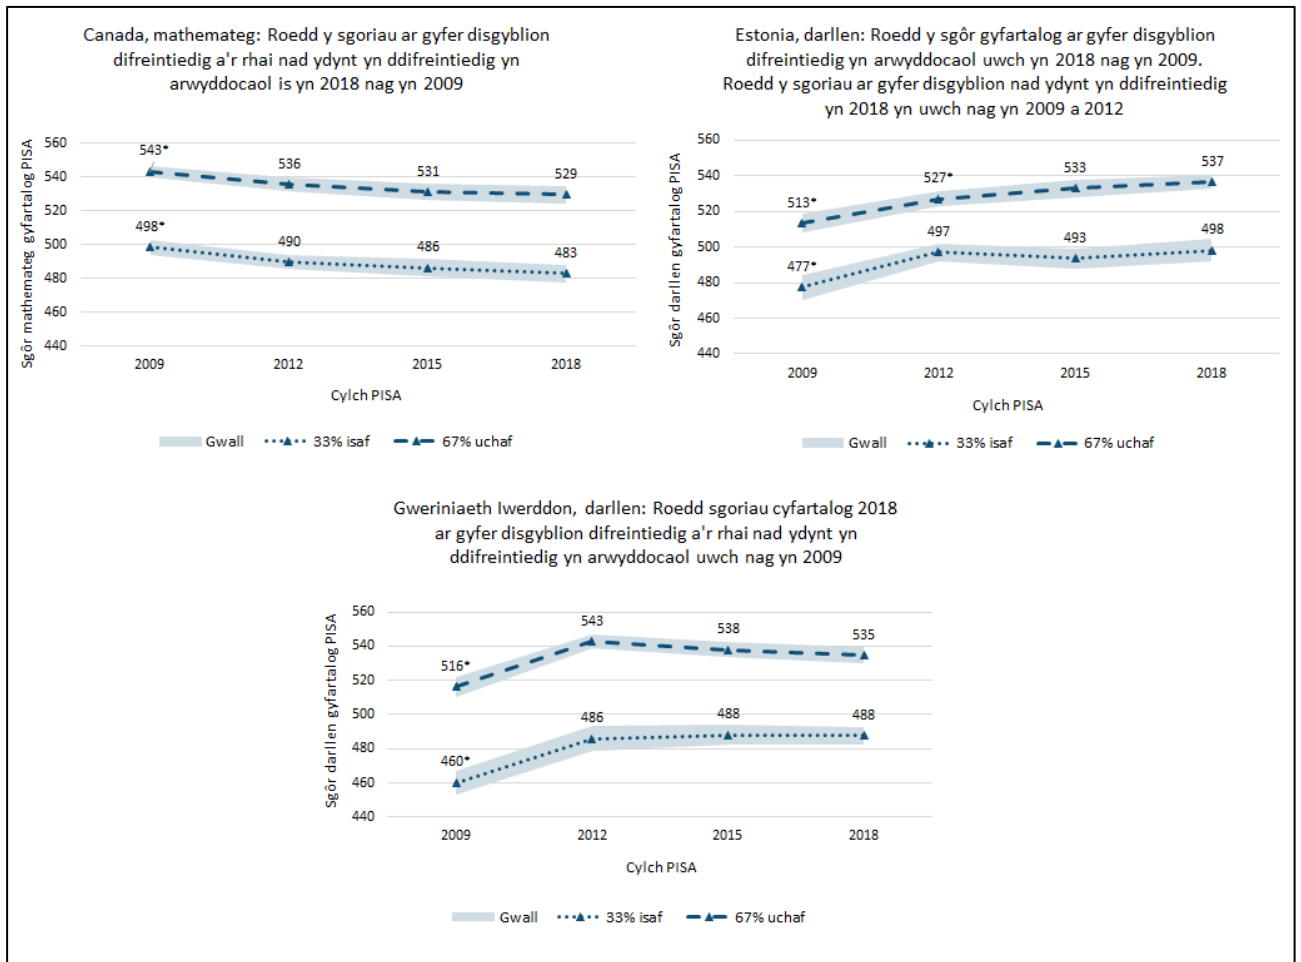 Canada, mathemateg: Roedd y sgoriau ar gyfer disgyblion
difreintiedig a'r rhai nad ydynt yn ddifreintiedig yn
arwyddocaol is yn 2018 nag yn 2009
Sgôr mathemateg gyfartalog PISA
560
540
520
500
480
460
440
543*
536
531
529
498*
490
486
483
2009
2012
2015
2018
Cylch PISA
Gwall
33% isaf
67% uchaf
Estonia, darllen: Roedd y sgôr gyfartalog ar gyfer disgyblion
difreintiedig yn arwyddocaol uwch yn 2018 nag yn 2009.
Roedd y sgoriau ar gyfer disgyblion nad ydynt yn ddifreintiedig
yn 2018 yn uwch nag yn 2009 a 2012
Sgôr darllen gyfartalog PISA
560
540
520
500
480
460
440
513*
527*
533
537
477*
497
493
498
2009
2012
2015
2018
Cylch PISA
Gwall
33% isaf
67% uchaf
Gweriniaeth Iwerddon, darllen: Roedd sgoriau cyfartalog 2018
ar gyfer disgyblion difreintiedig a'r rhai nad ydynt yn
ddifreintiedig yn arwyddocaol uwch nag yn 2009
Sgôr darllen gyfartalog PISA
560
540
520
500
480
460
440
516*
543
538
535
460*
486
488
488
2009
2012
2015
2018
Cylch PISA
Gwall
33% isaf
67% uchaf